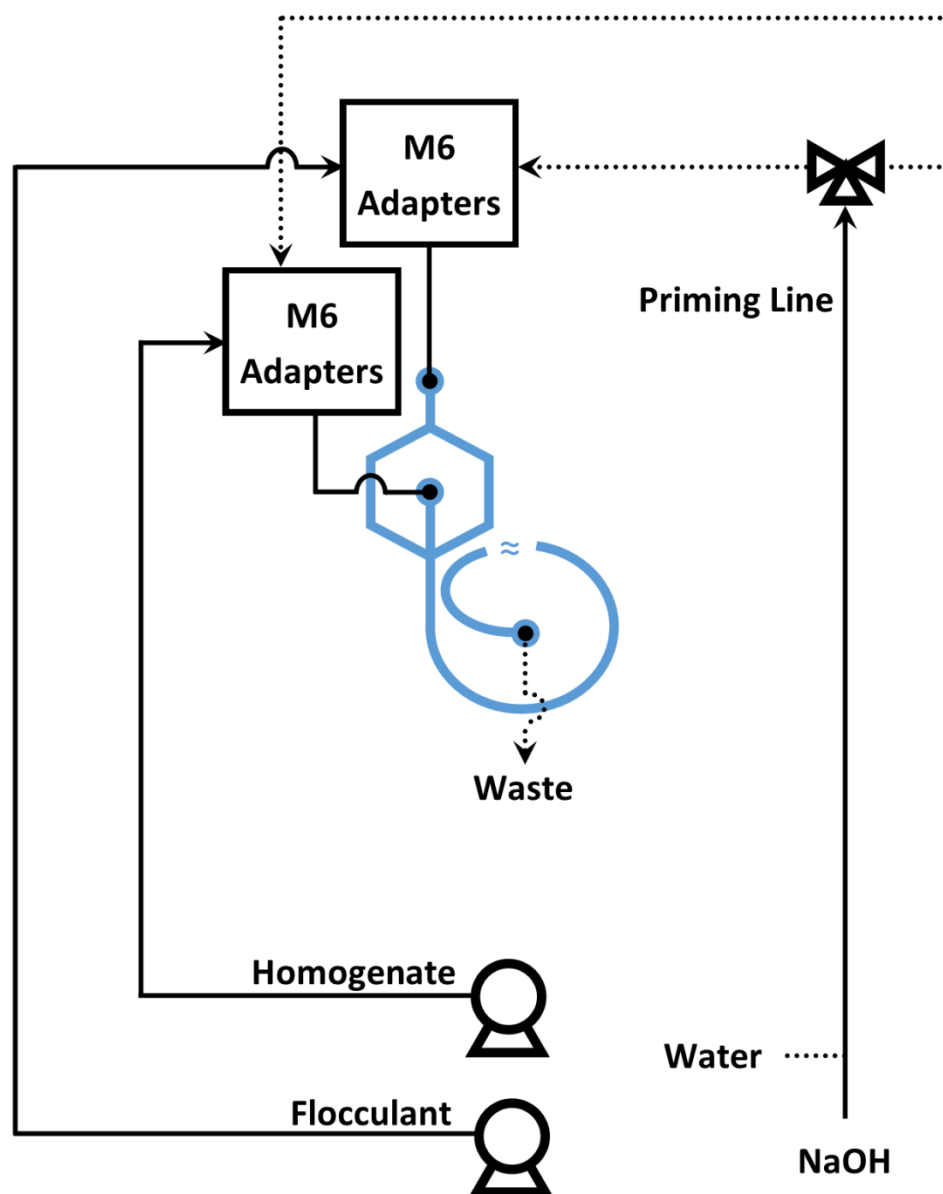 M6
Adapters
M6
Adapters
Priming Line
≈
Waste
Homogenate
Water
Flocculant
NaOH